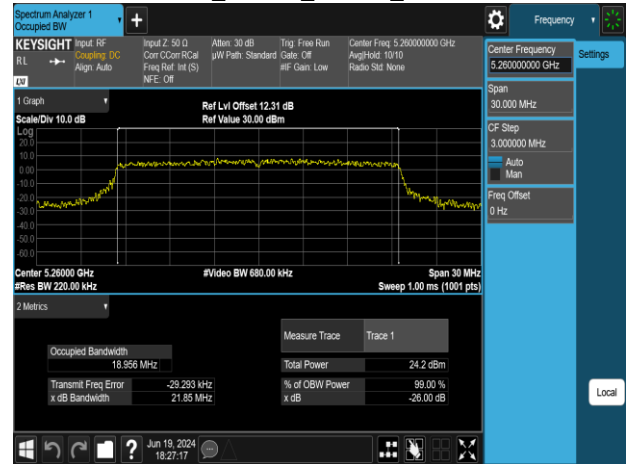 Spectrum Analyzer 1
Occupied BW
Frequency
KEYSIGHT
RL
LXI
Input: RF
Coupling: DC
Align: Auto
Input Z: 50 Ω
Corr CCorr RCal
Freq Ref: Int (S)
NFE: Off
Atten: 30 dB
µW Path: Standard
Trig: Free Run
Gate: Off
#IF Gain: Low
Center Freq: 5.260000000 GHz
Avg|Hold: 10/10
Radio Std: None
1 Graph
Scale/Div 10.0 dB
Ref Lvl Offset 12.31 dB
Ref Value 30.00 dBm
Log
20.0
10.0
0.00
-10.0
-20.0
-30.0
-40.0
-50.0
-60.0
Center 5.26000 GHz
#Res BW 220.00 kHz
#Video BW 680.00 kHz
Span 30 MHz
Sweep 1.00 ms (1001 pts)
2 Metrics
Measure Trace Trace 1
Occupied Bandwidth
18.956 MHz
Total Power 24.2 dBm
Transmit Freq Error -29.293 kHz
% of OBW Power 99.00 %
x dB Bandwidth 21.85 MHz
x dB -26.00 dB
Center Frequency
5.260000000 GHz
Settings
Span
30.000 MHz
CF Step
3.000000 MHz
Auto
Man
Freq Offset
0 Hz
Local
?
Jun 19, 2024
18:27:17